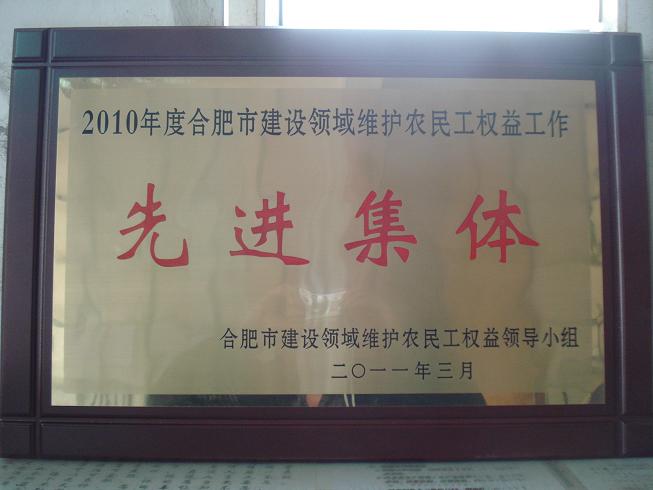 2010年度合肥市建设领域维护农民工权益工作
先进集体
合肥市建设领域维护农民工权益领导小组
二〇一一年三月